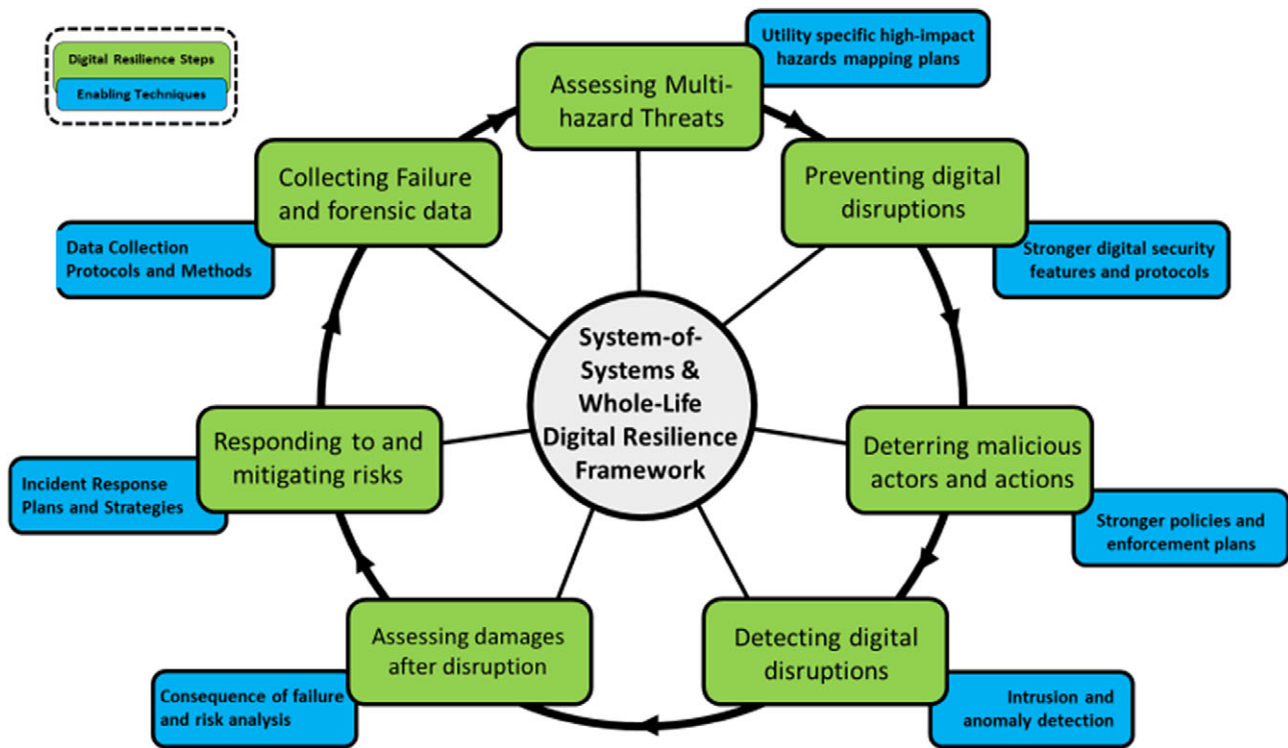 Digital Resilience Steps
Enabling Techniques
Utility specific high-impact
hazards mapping plans
Assessing Multi-
hazard Threats
Preventing digital
disruptions
Stronger digital security
features and protocols
Deterring malicious
actors and actions
Stronger policies and
enforcement plans
Detecting digital
disruptions
Intrusion and
anomaly detection
Assessing damages
after disruption
Consequence of failure
and risk analysis
Responding to and
mitigating risks
Incident Response
Plans and Strategies
Collecting Failure
and forensic data
Data Collection
Protocols and Methods
System-of-
Systems &
Whole-Life
Digital Resilience
Framework